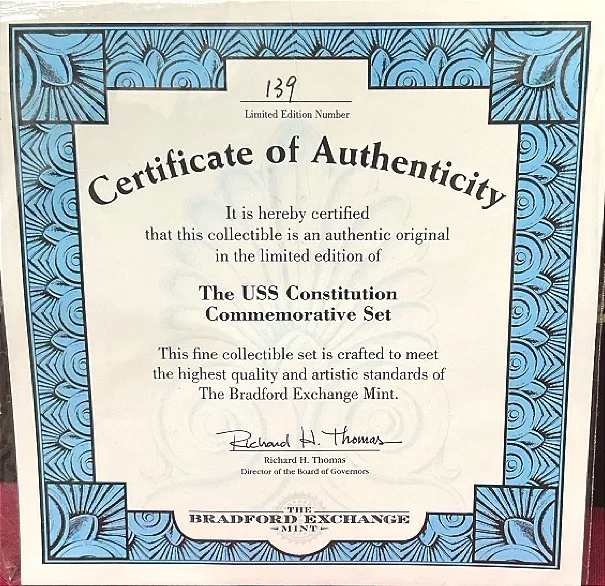 139
Limited Edition Number
Certificate of Authenticity
It is hereby certified
that this collectible is an authentic original
in the limited edition of
The USS Constitution
Commemorative Set
This fine collectible set is crafted to meet
the highest quality and artistic standards of
The Bradford Exchange Mint.
Richard H. Thomas
Richard H. Thomas
Director of the Board of Governors
THE
BRADFORD EXCHANGE
MINT